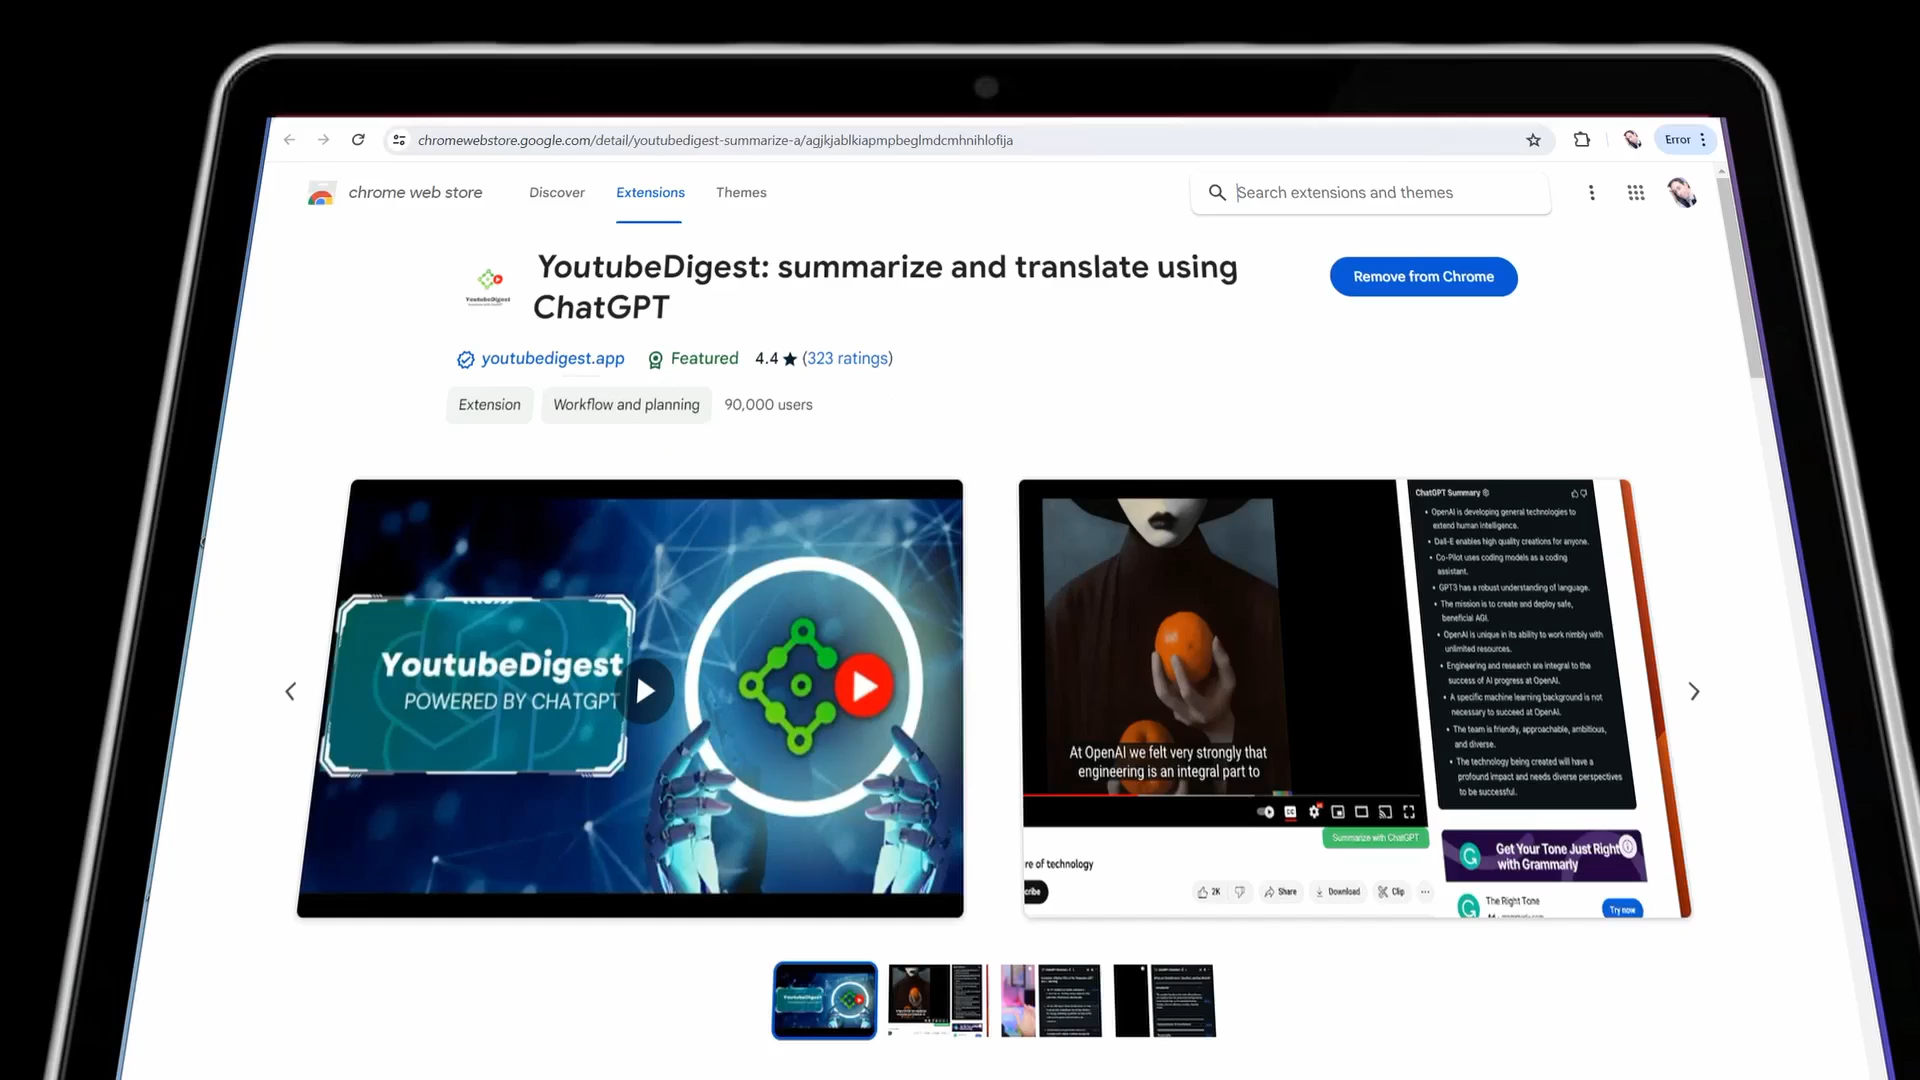 chromewebstore.google.com/detail/youtubedigest-summarize-a/agjkjablkiapmpbeglmdcmhnihlofija
Error
chrome web store
Discover
Extensions
Themes
Search extensions and themes
YoutubeDigest: summarize and translate using
ChatGPT
Remove from Chrome
YoutubeDigest
youtubedigest.app
Featured
4.4 ★ (323 ratings)
Extension
Workflow and planning
90,000 users
YoutubeDigest
POWERED BY CHATGPT
At OpenAI we felt very strongly that
engineering is an integral part to
Summarize with ChatGPT
re of technology
cribe
2K
Share
Download
Clip
ChatGPT Summary
• OpenAI is developing general technologies to
extend human intelligence.
• Dall-E enables high quality creations for anyone.
• Co-Pilot uses coding models as a coding
assistant.
• GPT3 has a robust understanding of language.
• The mission is to create and deploy safe,
beneficial AGI.
• OpenAI is unique in its ability to work nimbly with
unlimited resources.
• Engineering and research are integral to the
success of AI progress at OpenAI.
• A specific machine learning background is not
necessary to succeed at OpenAI.
• The team is friendly, approachable, ambitious,
and diverse.
• The technology being created will have a
profound impact and needs diverse perspectives
to be successful.
Get Your Tone Just Right
with Grammarly
The Right Tone
Try now